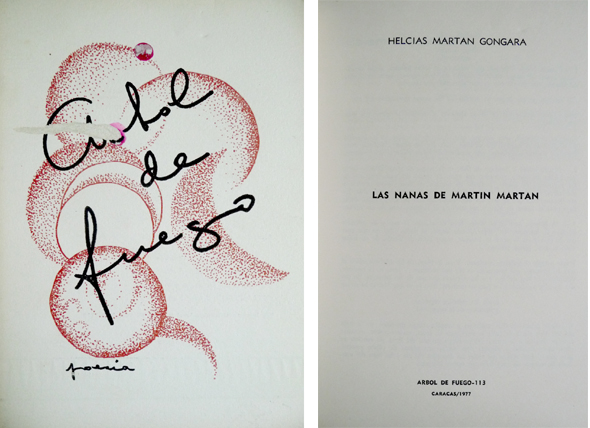 Arbol
de
fuego
poesia
HELCIAS MARTAN GONGARA
LAS NANAS DE MARTIN MARTAN
ARBOL DE FUEGO-113
CARACAS/1977